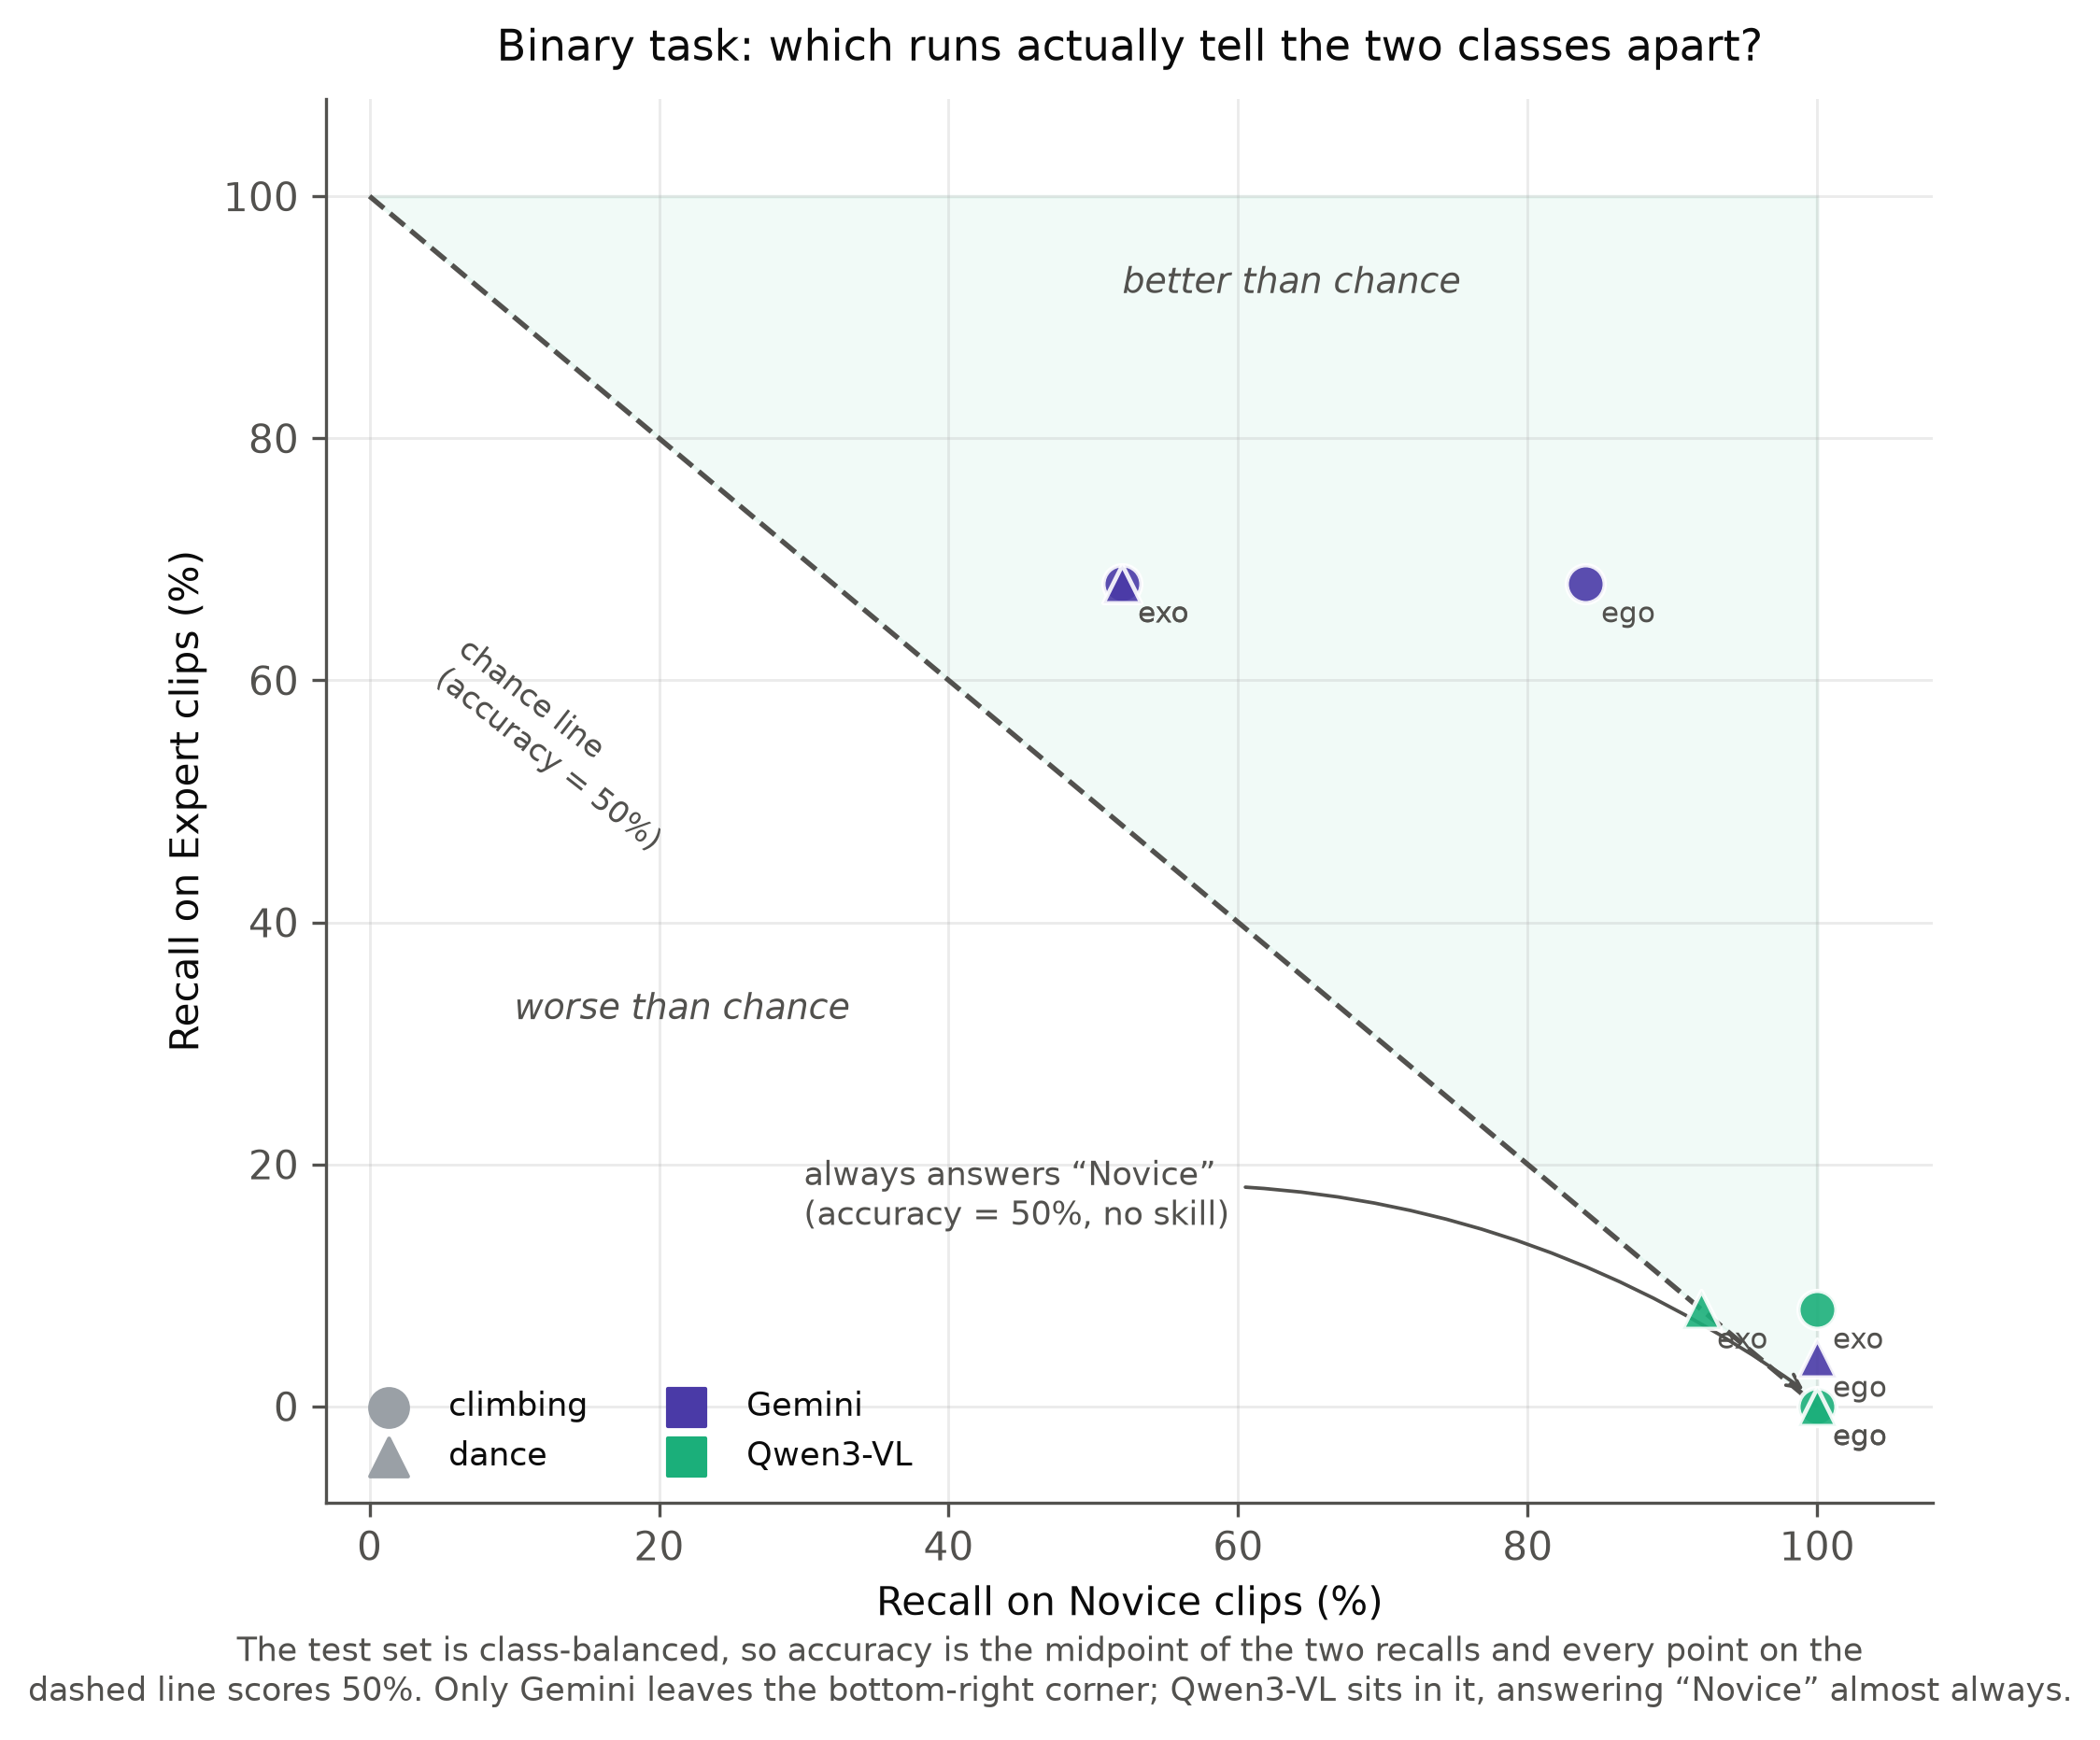 Binary task: which runs actually tell the two classes apart?
100
80
60
40
20
0
Recall on Expert clips (%)
better than chance
exo
ego
chance line
(accuracy = 50%)
worse than chance
always answers “Novice”
(accuracy = 50%, no skill)
exo
exo
ego
ego
climbing
dance
Gemini
Qwen3-VL
0
20
40
60
80
100
Recall on Novice clips (%)
The test set is class-balanced, so accuracy is the midpoint of the two recalls and every point on the
dashed line scores 50%. Only Gemini leaves the bottom-right corner; Qwen3-VL sits in it, answering “Novice” almost always.